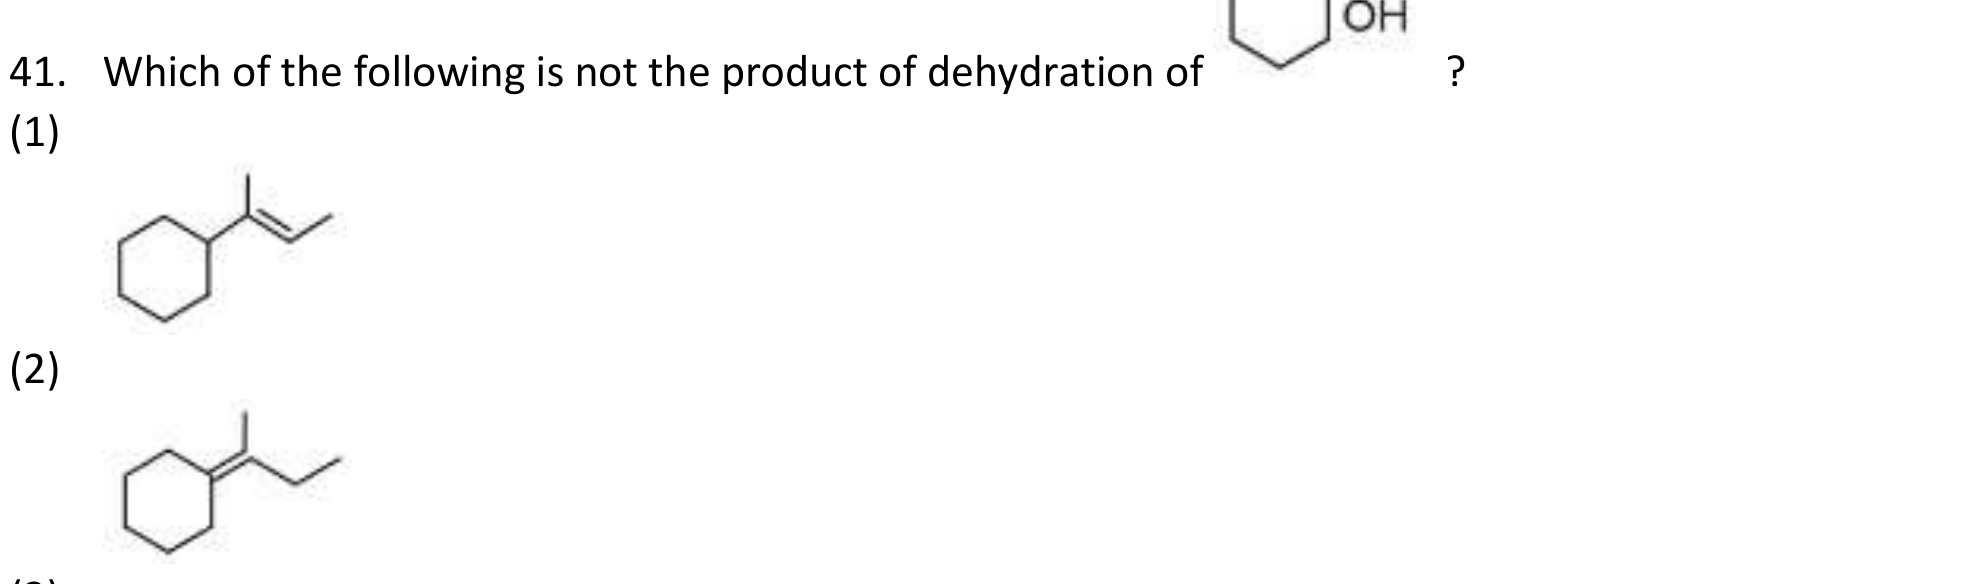 OH
41. Which of the following is not the product of dehydration of ?
(1)
(2)